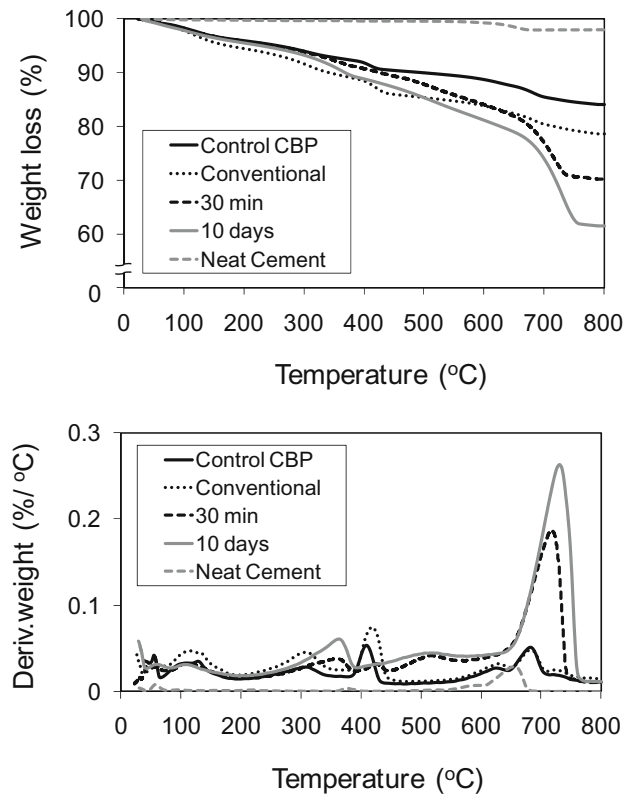 100
90
80
70
60
0
Weight loss (%)
Control CBP
Conventional
30 min
10 days
Neat Cement
0 100 200 300 400 500 600 700 800
Temperature (°C)
0.3
0.2
0.1
0
Deriv.weight (%/ °C)
Control CBP
Conventional
30 min
10 days
Neat Cement
0 100 200 300 400 500 600 700 800
Temperature (°C)